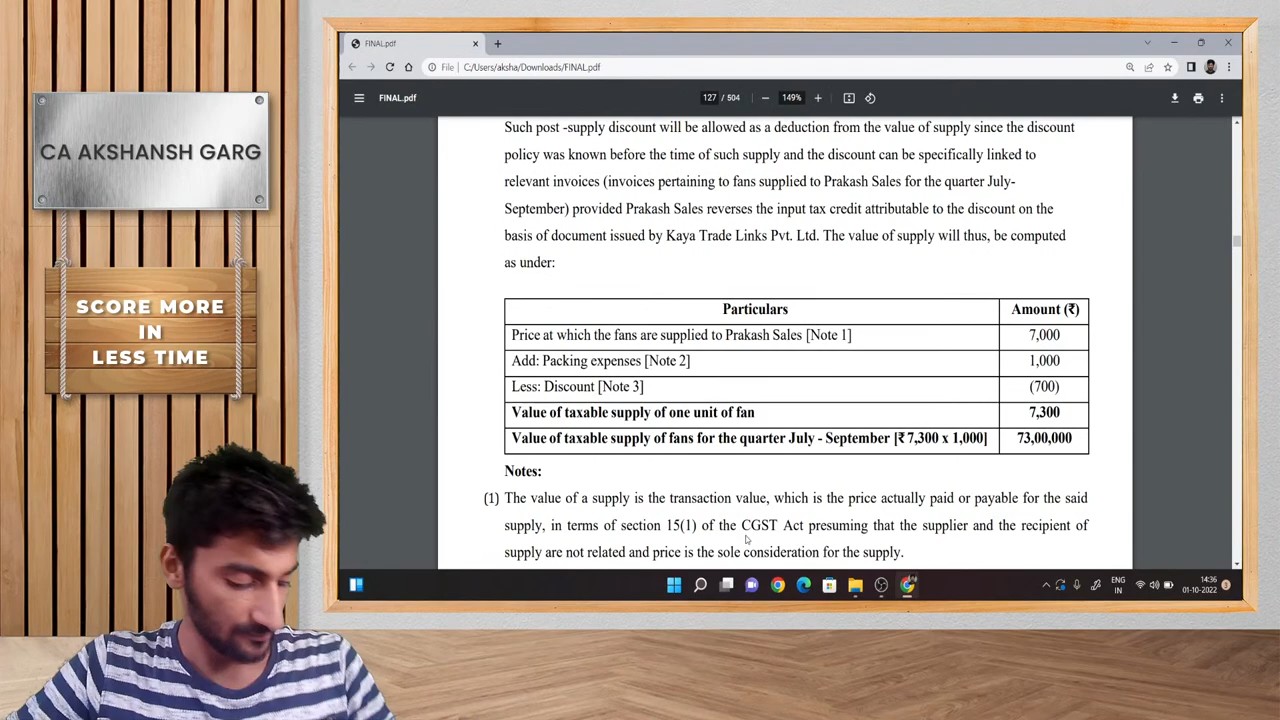 CA AKSHANSH GARG
SCORE MORE
IN
LESS TIME
FINAL.pdf
File | C:/Users/aksha/Downloads/FINAL.pdf
FINAL.pdf
127 / 504
149%
Such post -supply discount will be allowed as a deduction from the value of supply since the discount
policy was known before the time of such supply and the discount can be specifically linked to
relevant invoices (invoices pertaining to fans supplied to Prakash Sales for the quarter July-
September) provided Prakash Sales reverses the input tax credit attributable to the discount on the
basis of document issued by Kaya Trade Links Pvt. Ltd. The value of supply will thus, be computed
as under:
Particulars Amount (₹)
Price at which the fans are supplied to Prakash Sales [Note 1] 7,000
Add: Packing expenses [Note 2] 1,000
Less: Discount [Note 3] (700)
Value of taxable supply of one unit of fan 7,300
Value of taxable supply of fans for the quarter July - September [₹ 7,300 x 1,000] 73,00,000
Notes:
(1) The value of a supply is the transaction value, which is the price actually paid or payable for the said
supply, in terms of section 15(1) of the CGST Act presuming that the supplier and the recipient of
supply are not related and price is the sole consideration for the supply.
ENG
IN
14:36
01-10-2022